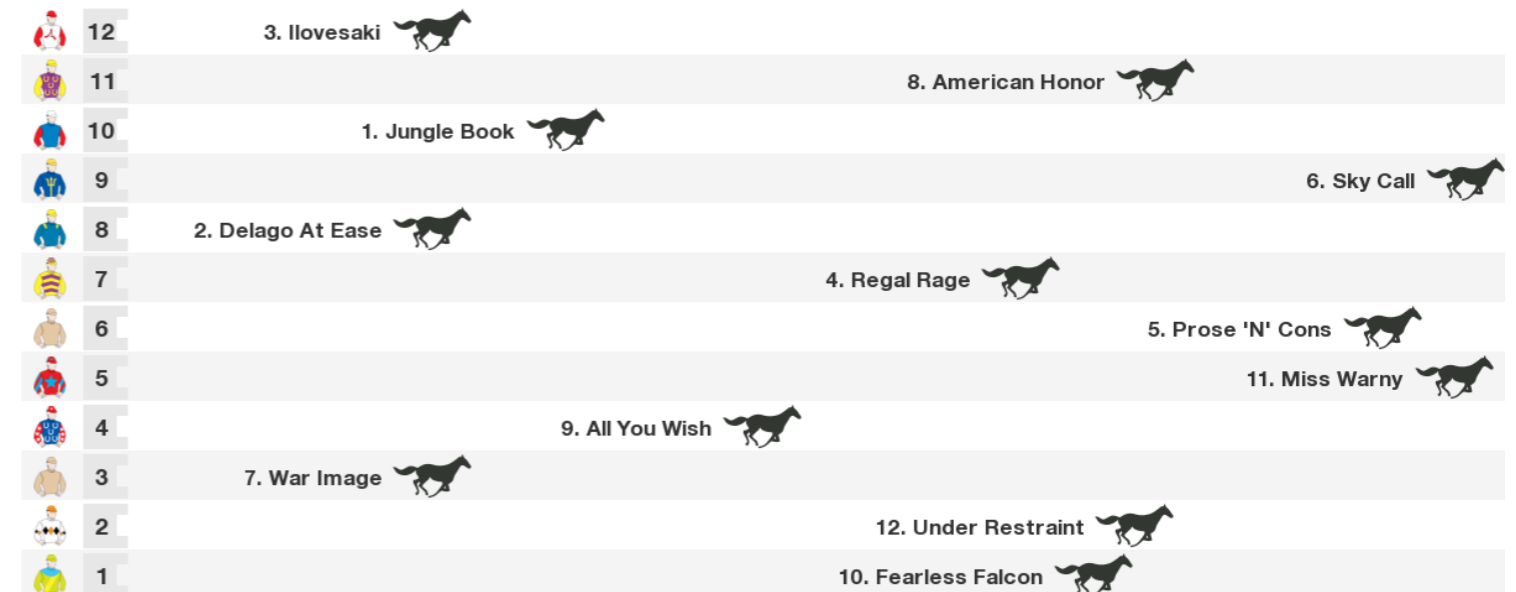 12 3. Ilovesaki
11 8. American Honor
10 1. Jungle Book
9 6. Sky Call
8 2. Delago At Ease
7 4. Regal Rage
6 5. Prose 'N' Cons
5 11. Miss Warny
4 9. All You Wish
3 7. War Image
2 12. Under Restraint
1 10. Fearless Falcon